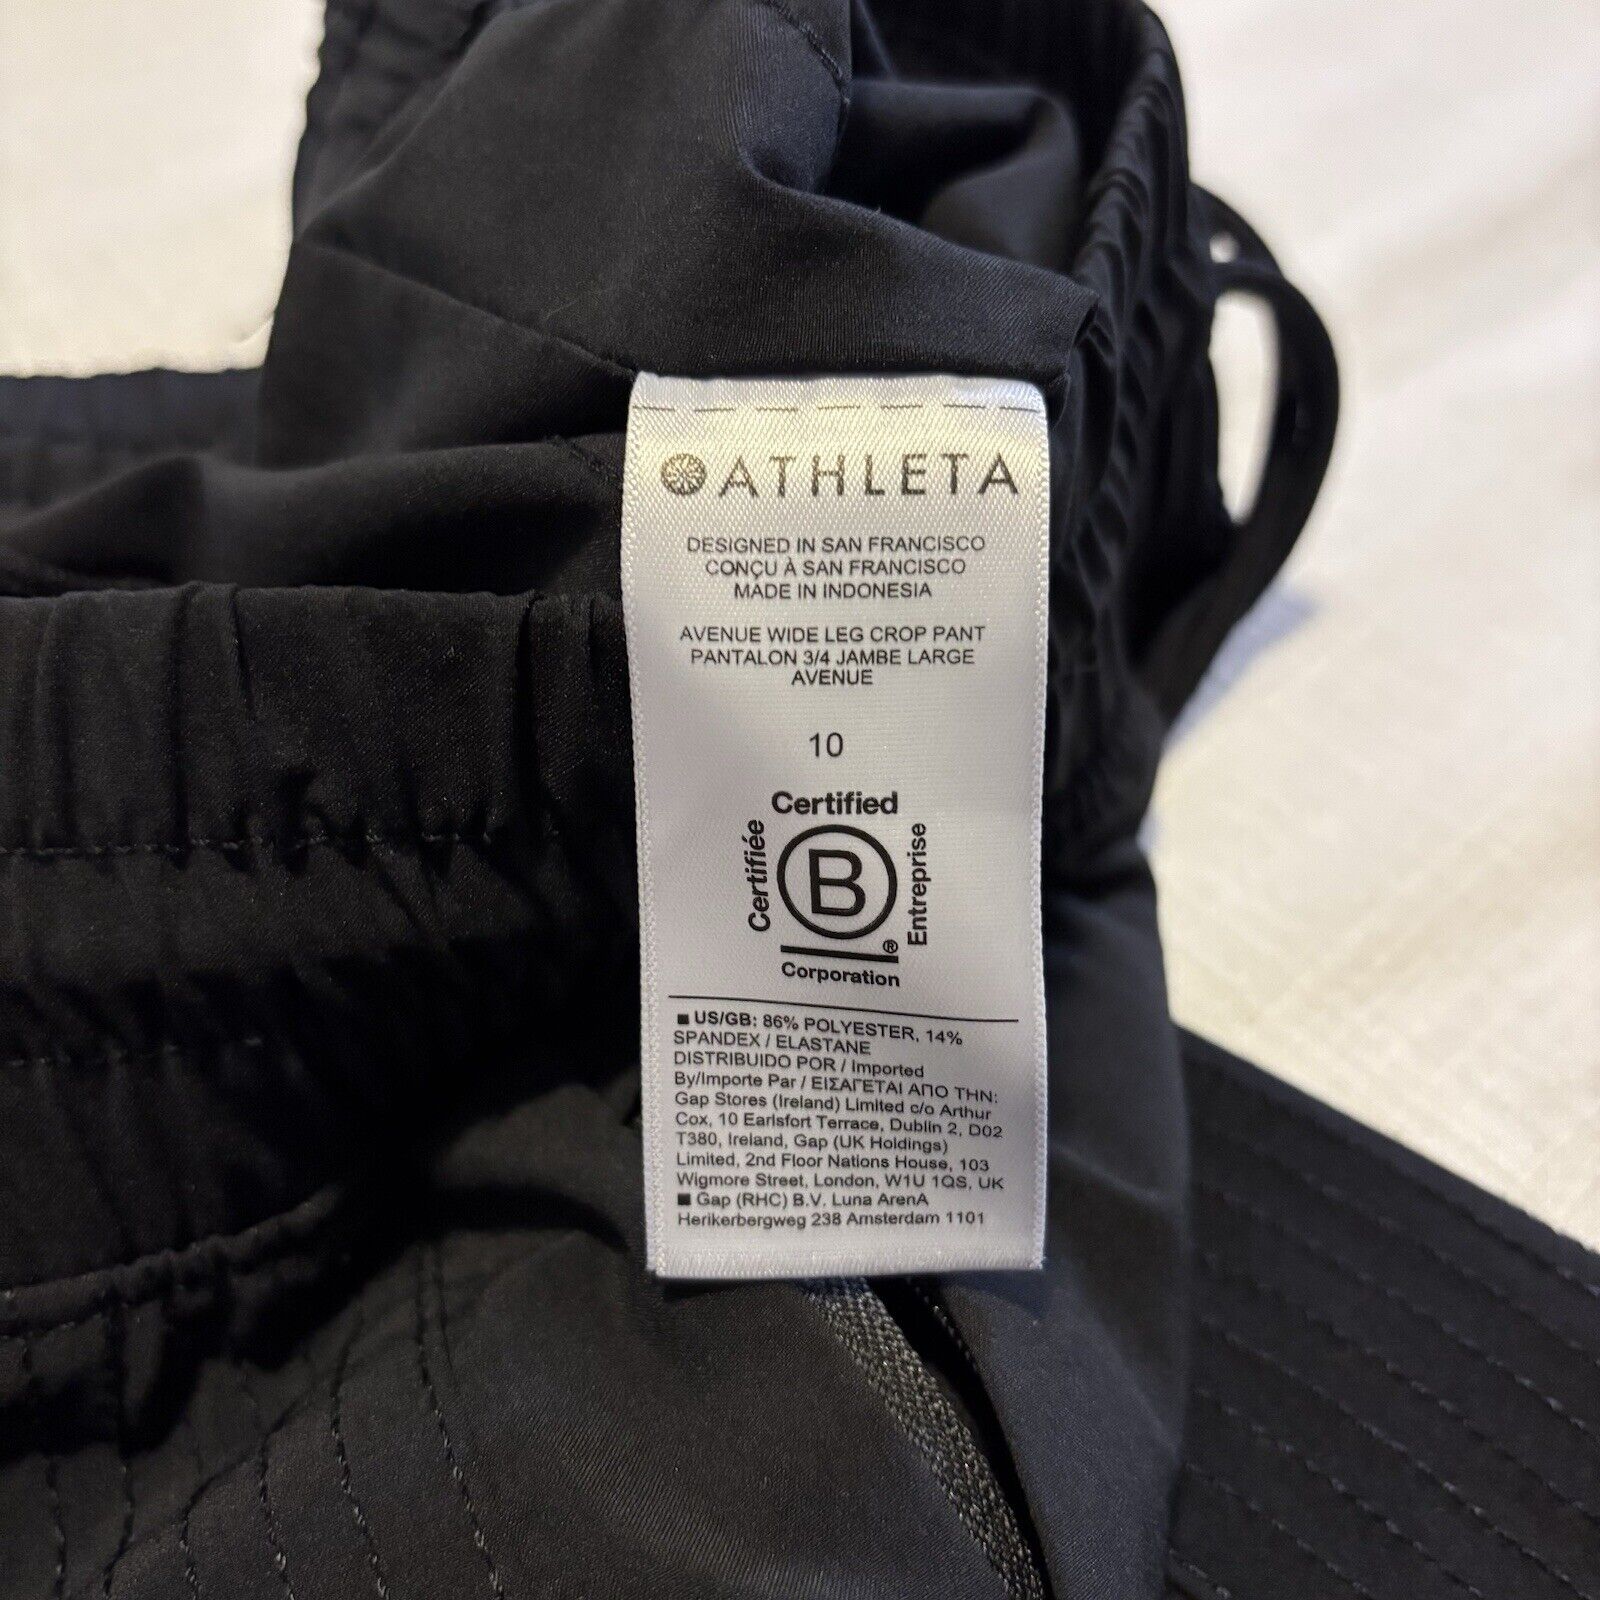 ATHLETA
DESIGNED IN SAN FRANCISCO
CONÇU À SAN FRANCISCO
MADE IN INDONESIA
AVENUE WIDE LEG CROP PANT
PANTALON 3/4 JAMBE LARGE
AVENUE
10
Certified
Certifiée
B
Entreprise
®
Corporation
■ US/GB: 86% POLYESTER, 14%
SPANDEX / ELASTANE
DISTRIBUIDO POR / Imported
By/Importe Par / ΕΙΣΑΓΕΤΑΙ ΑΠΟ ΤΗΝ:
Gap Stores (Ireland) Limited c/o Arthur
Cox, 10 Earlsfort Terrace, Dublin 2, D02
T380, Ireland, Gap (UK Holdings)
Limited, 2nd Floor Nations House, 103
Wigmore Street, London, W1U 1QS, UK
■ Gap (RHC) B.V. Luna ArenA
Herikerbergweg 238 Amsterdam 1101